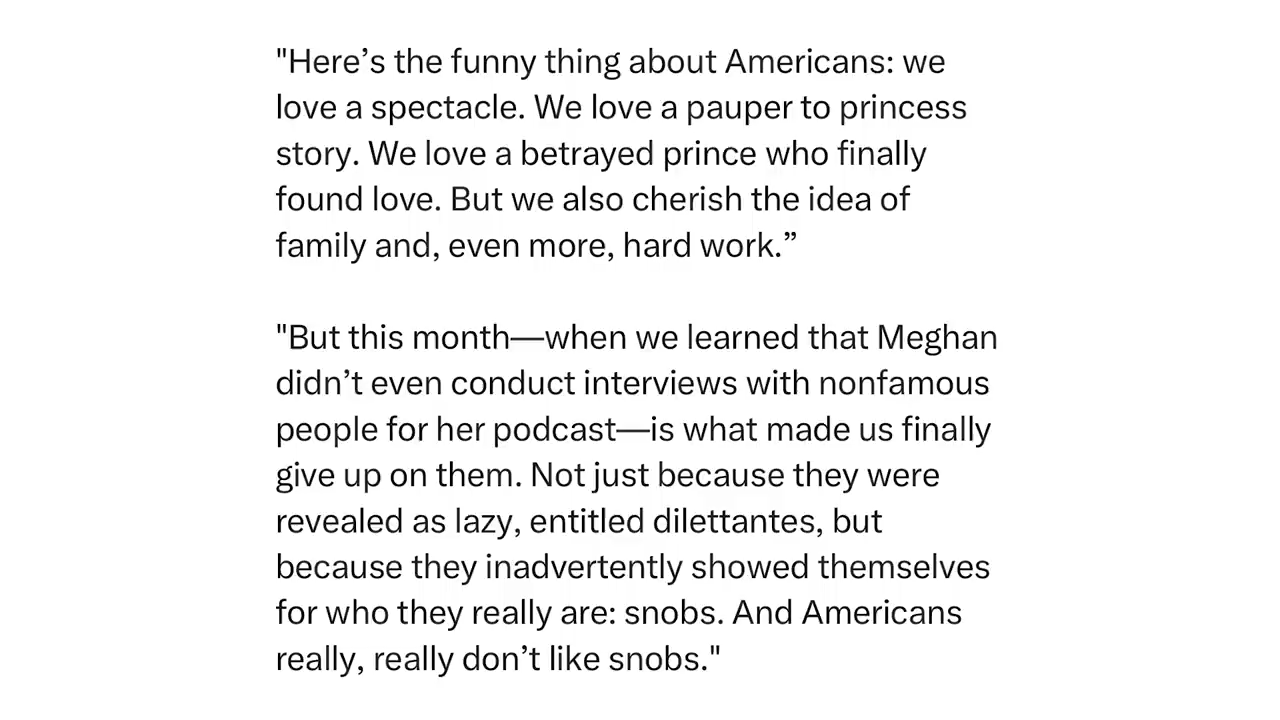 "Here’s the funny thing about Americans: we
love a spectacle. We love a pauper to princess
story. We love a betrayed prince who finally
found love. But we also cherish the idea of
family and, even more, hard work.”
"But this month—when we learned that Meghan
didn’t even conduct interviews with nonfamous
people for her podcast—is what made us finally
give up on them. Not just because they were
revealed as lazy, entitled dilettantes, but
because they inadvertently showed themselves
for who they really are: snobs. And Americans
really, really don’t like snobs."